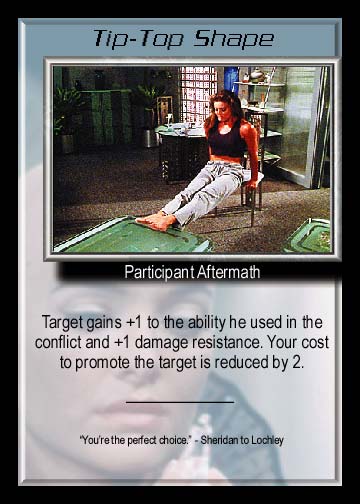 Tip-Top Shape
Participant Aftermath
Target gains +1 to the ability he used in the
conflict and +1 damage resistance. Your cost
to promote the target is reduced by 2.
"You're the perfect choice." - Sheridan to Lochley